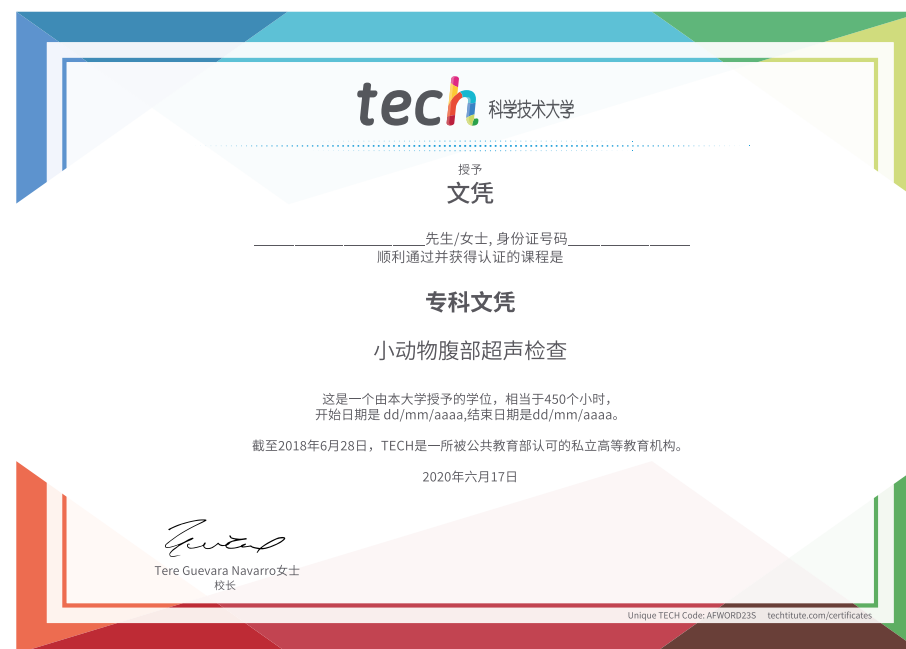 tech 科学技术大学
授予
文凭
____________________先生/女士, 身份证号码______________
顺利通过并获得认证的课程是
专科文凭
小动物腹部超声检查
这是一个由本大学授予的学位，相当于450个小时，
开始日期是 dd/mm/aaaa,结束日期是dd/mm/aaaa。
截至2018年6月28日，TECH是一所被公共教育部认可的私立高等教育机构。
2020年六月17日
Tere Guevara Navarro女士
校长
Unique TECH Code: AFWORD23S techtitute.com/certificates